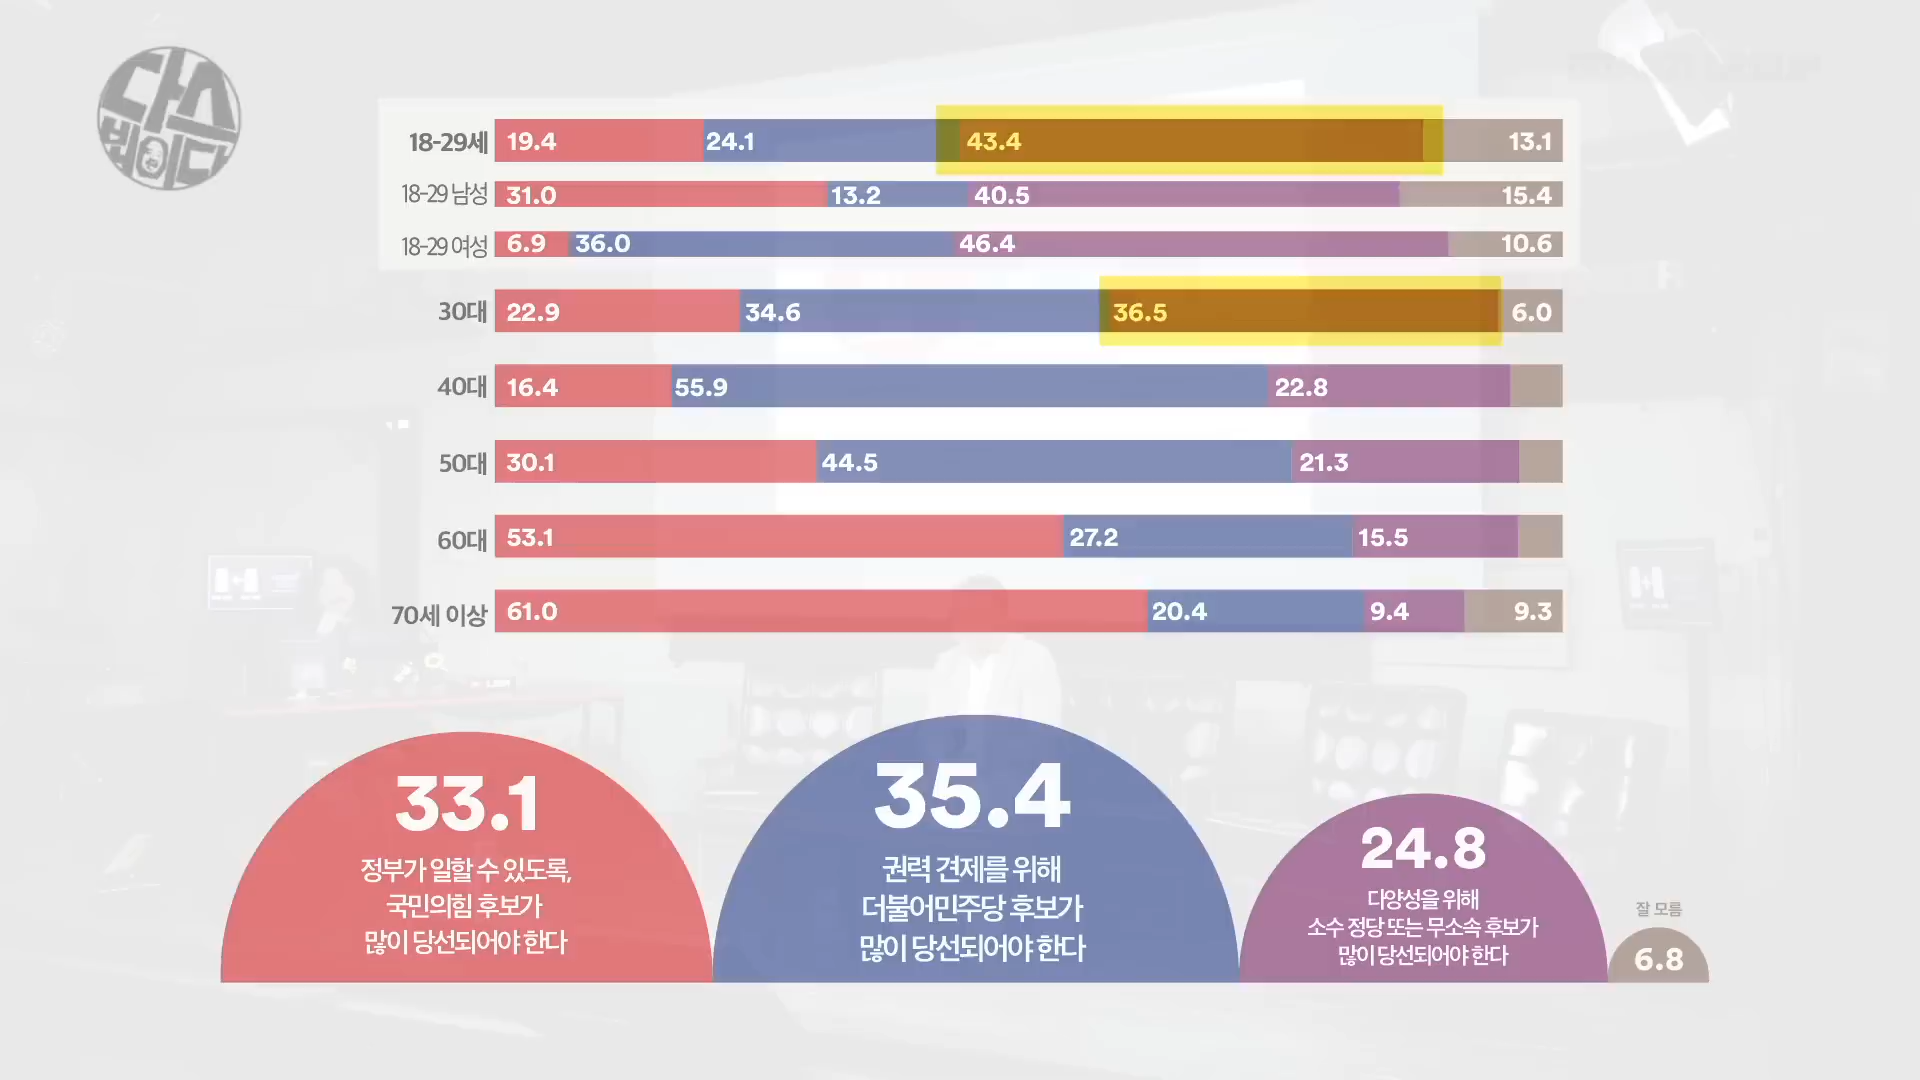 다스
뵈이다
18-29세 19.4 24.1 43.4 13.1
18-29 남성 31.0 13.2 40.5 15.4
18-29 여성 6.9 36.0 46.4 10.6
30대 22.9 34.6 36.5 6.0
40대 16.4 55.9 22.8
50대 30.1 44.5 21.3
60대 53.1 27.2 15.5
70세 이상 61.0 20.4 9.4 9.3
33.1
정부가 일할 수 있도록,
국민의힘 후보가
많이 당선되어야 한다
35.4
권력 견제를 위해
더불어민주당 후보가
많이 당선되어야 한다
24.8
다양성을 위해
소수 정당 또는 무소속 후보가
많이 당선되어야 한다
잘 모름
6.8